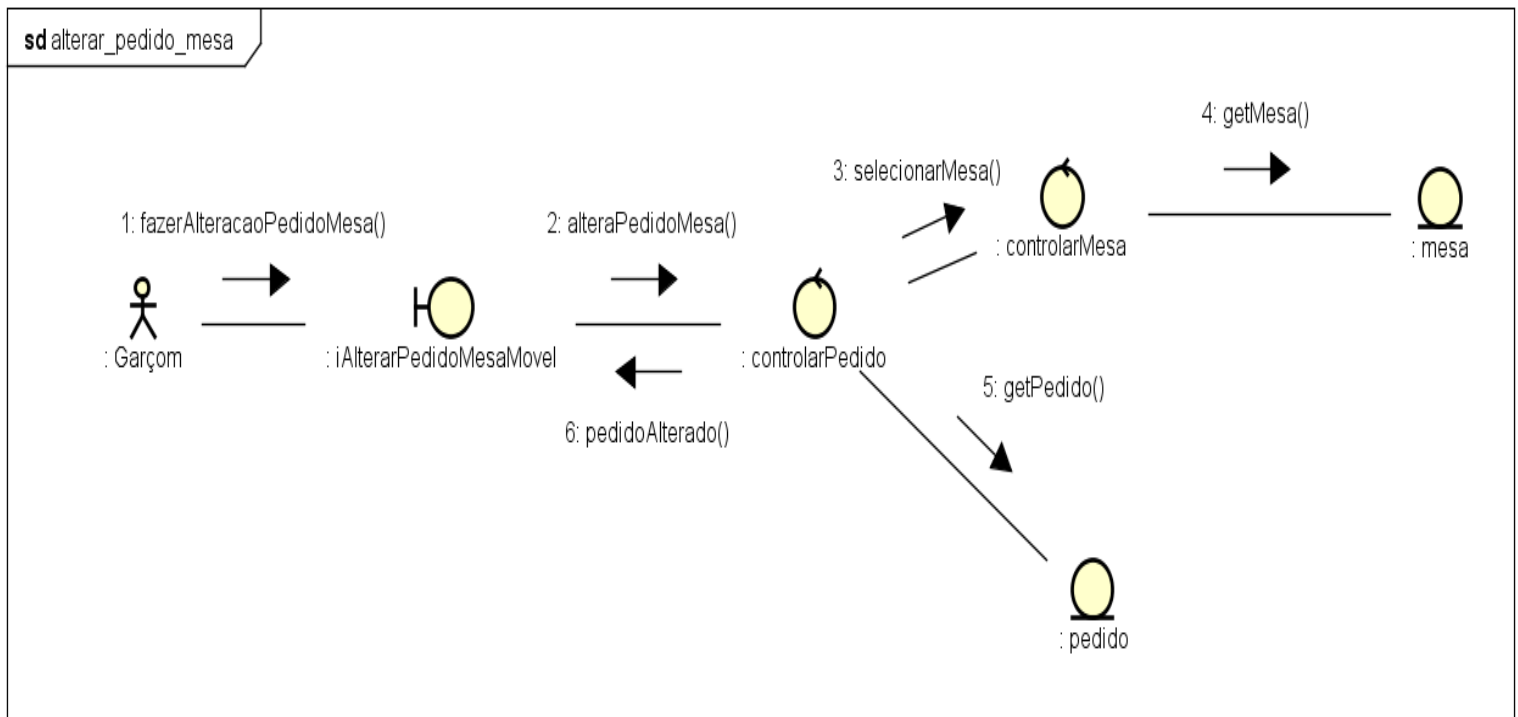 sd alterar_pedido_mesa
4: getMesa()
3: selecionarMesa()
1: fazerAlteracaoPedidoMesa()
2: alteraPedidoMesa()
: controlarMesa
: mesa
: Garçom
: iAlterarPedidoMesaMovel
: controlarPedido
5: getPedido()
6: pedidoAlterado()
: pedido